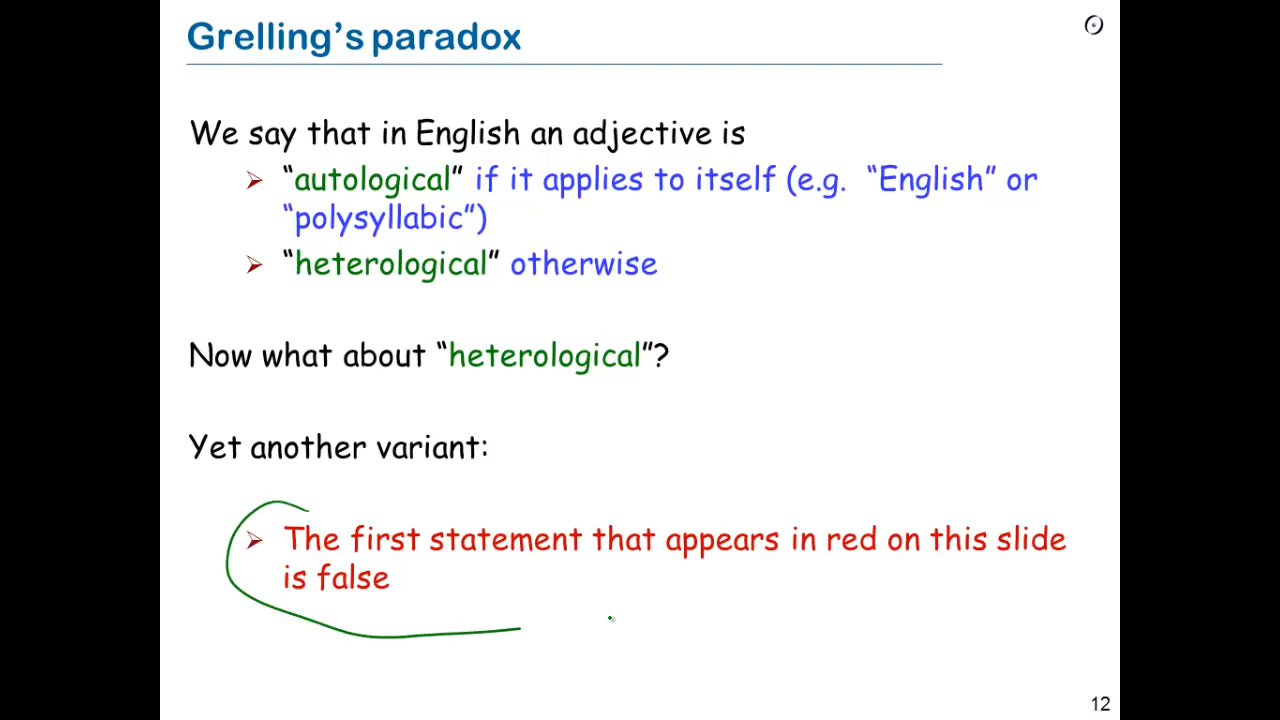 Grelling's paradox
We say that in English an adjective is
➢ “autological” if it applies to itself (e.g. “English” or
“polysyllabic”)
➢ “heterological” otherwise
Now what about “heterological”?
Yet another variant:
➢ The first statement that appears in red on this slide
is false
12